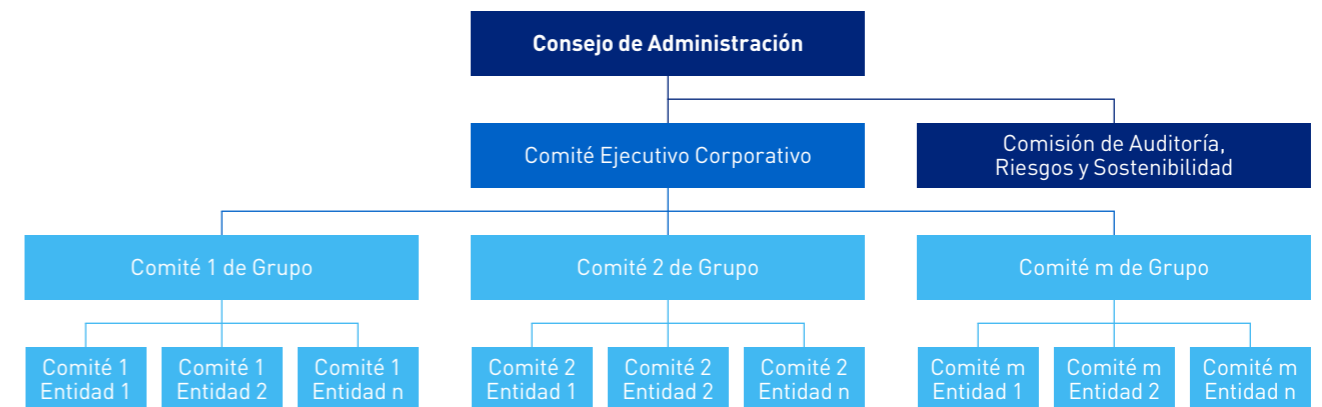 Consejo de Administración
Comité Ejecutivo Corporativo
Comisión de Auditoría,
Riesgos y Sostenibilidad
Comité 1 de Grupo
Comité 2 de Grupo
Comité m de Grupo
Comité 1
Entidad 1
Comité 1
Entidad 2
Comité 1
Entidad n
Comité 2
Entidad 1
Comité 2
Entidad 2
Comité 2
Entidad n
Comité m
Entidad 1
Comité m
Entidad 2
Comité m
Entidad n